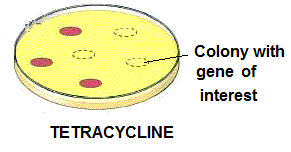 Colony with
gene of
interest
TETRACYCLINE